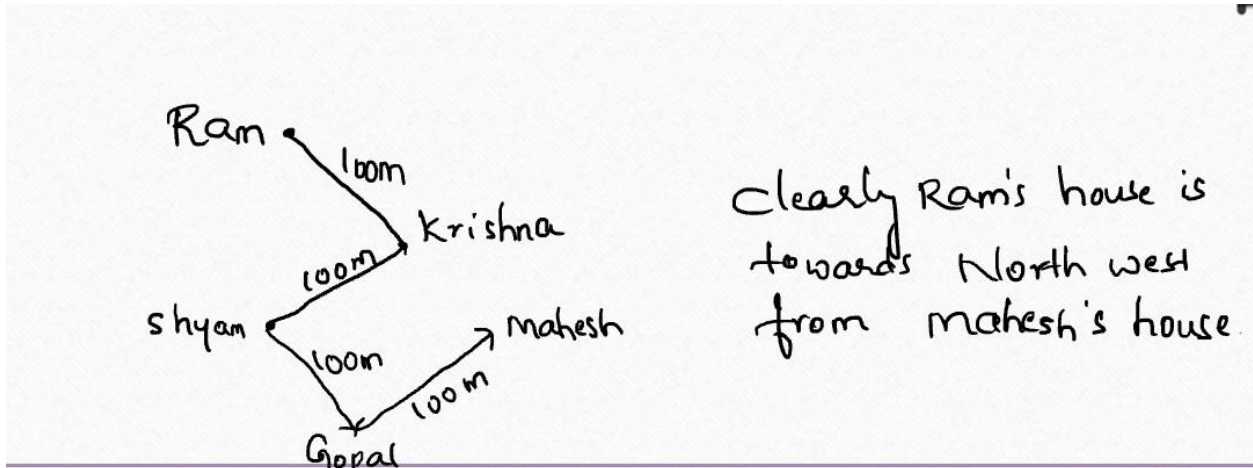 Ram
100m
Krishna
100m
shyam
Mahesh
100m
100m
Gopal
Clearly Ram's house is
towards North west
from mahesh's house